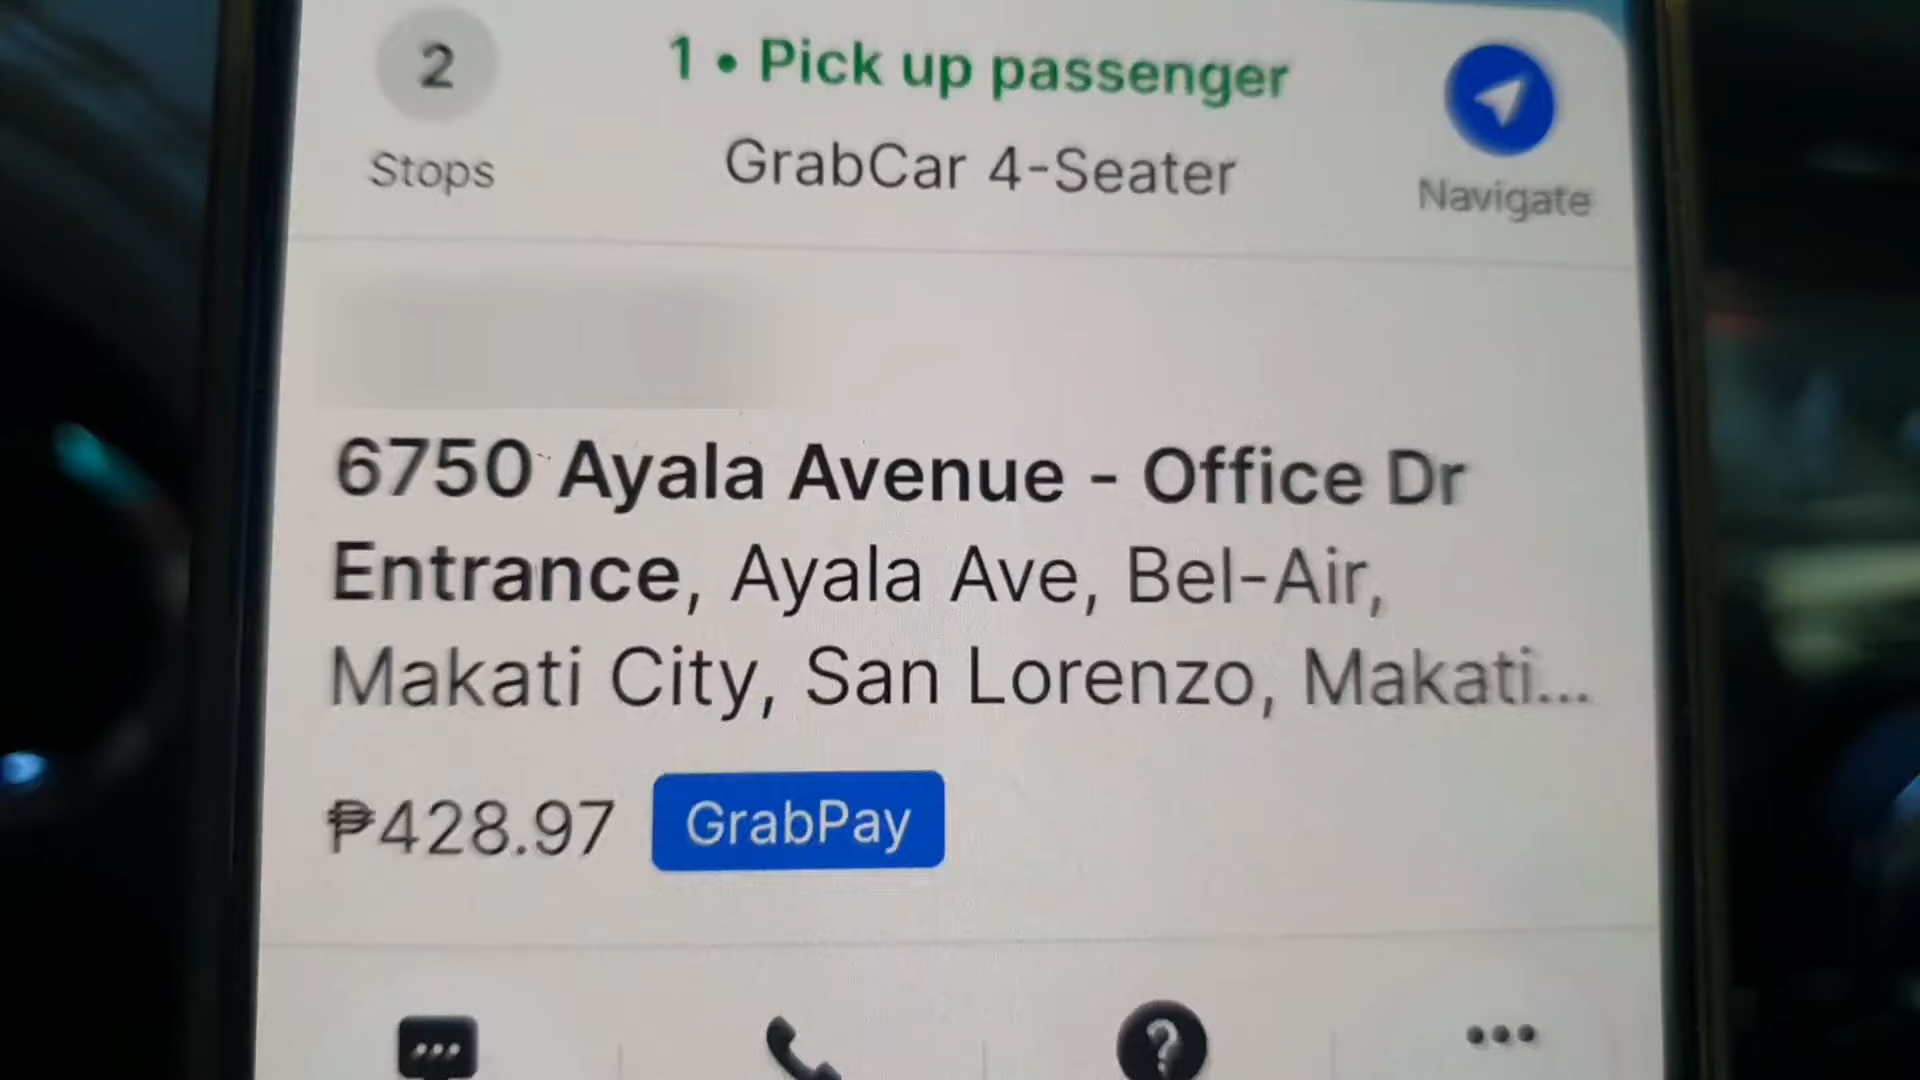 2
Stops
1 • Pick up passenger
GrabCar 4-Seater
Navigate
6750 Ayala Avenue - Office Dr
Entrance, Ayala Ave, Bel-Air,
Makati City, San Lorenzo, Makati...
₱428.97
GrabPay